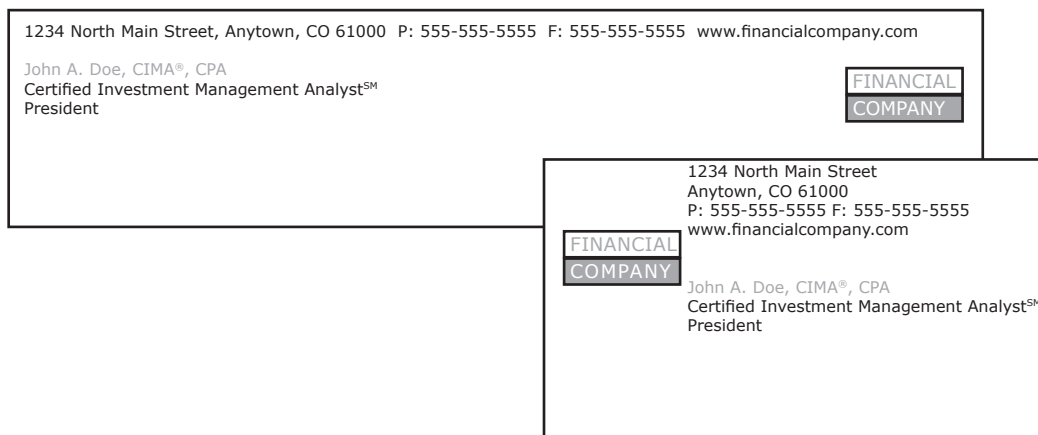 1234 North Main Street, Anytown, CO 61000 P: 555-555-5555 F: 555-555-5555 www.financialcompany.com
John A. Doe, CIMA®, CPA
Certified Investment Management Analyst℠
President
FINANCIAL
COMPANY
1234 North Main Street
Anytown, CO 61000
P: 555-555-5555 F: 555-555-5555
www.financialcompany.com
FINANCIAL
COMPANY
John A. Doe, CIMA®, CPA
Certified Investment Management Analyst℠
President